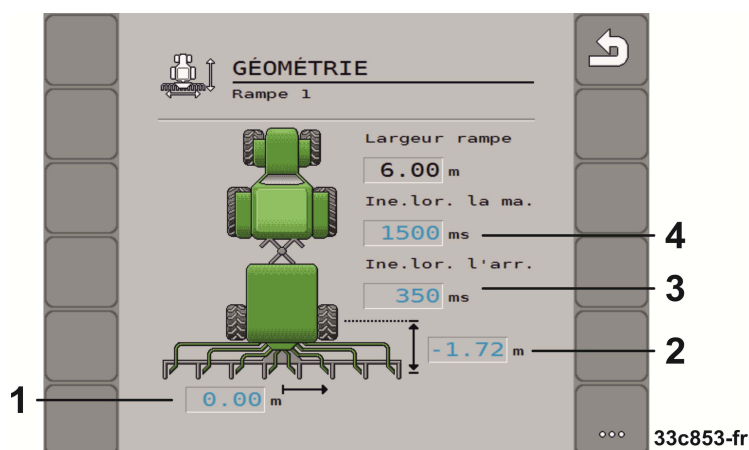 GÉOMÉTRIE
Rampe 1
Largeur rampe
6.00 m
Ine.lor. la ma.
1500 ms
4
Ine.lor. l'arr.
350 ms
3
-1.72 m
2
1
0.00 m
33c853-fr